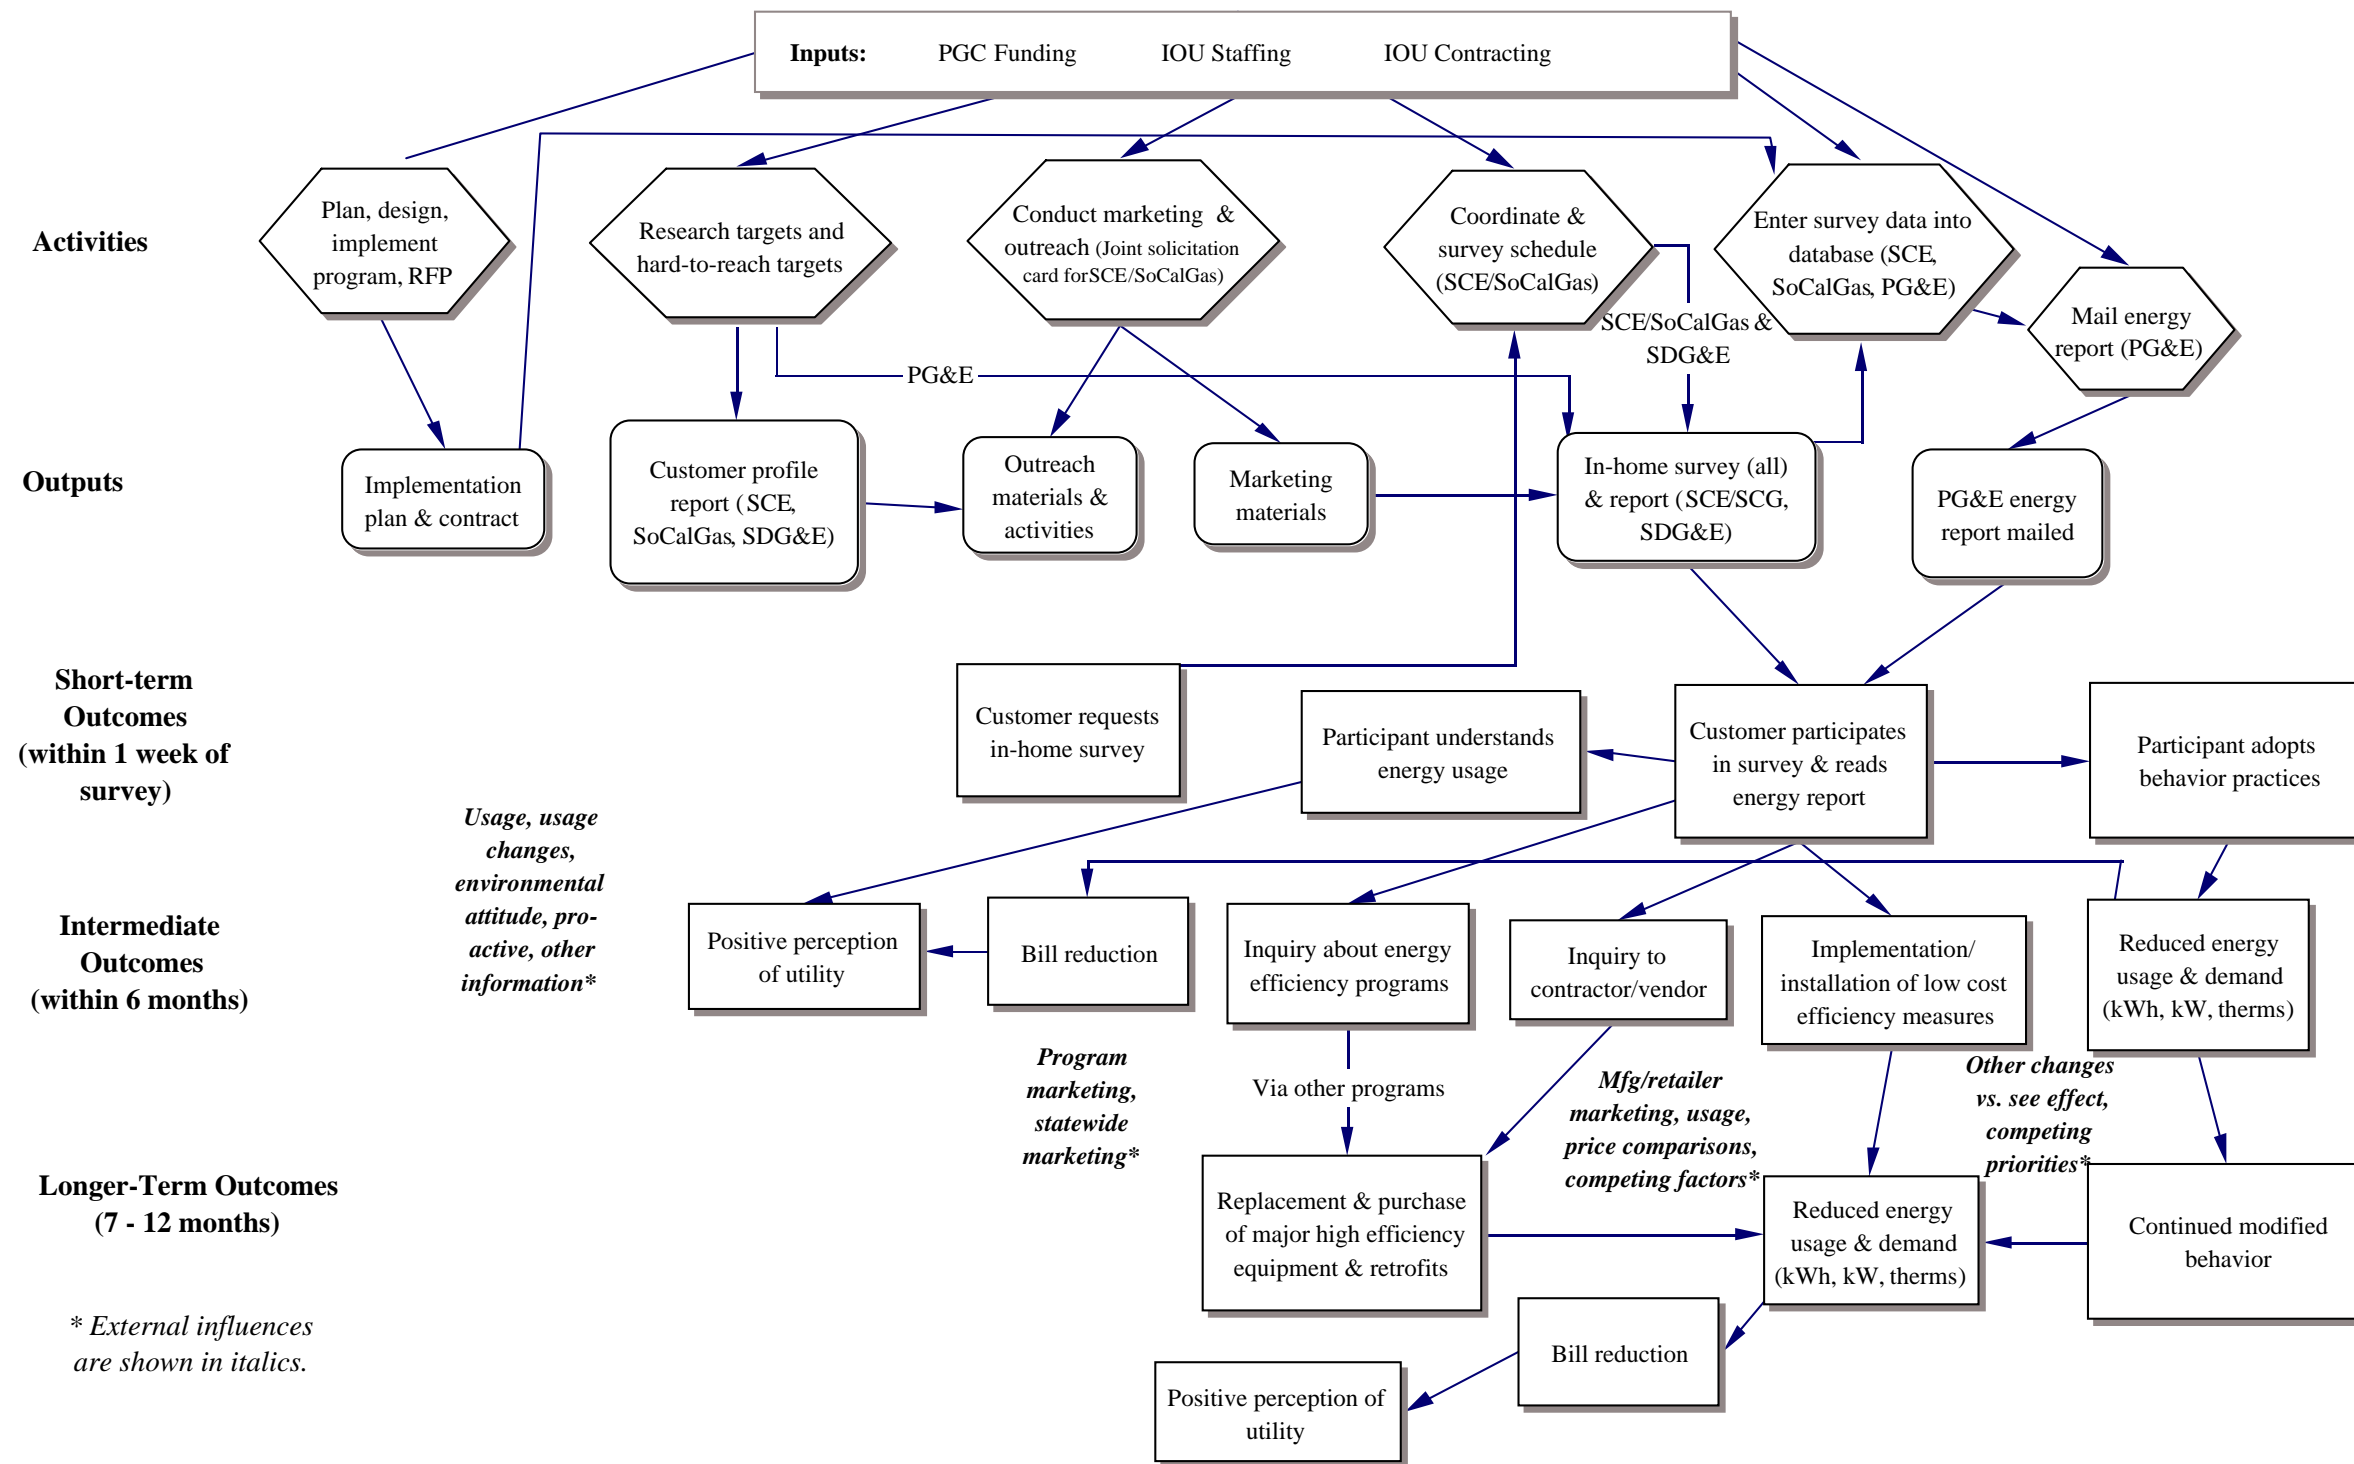 Inputs: PGC Funding IOU Staffing IOU Contracting
Activities
Plan, design,
implement
program, RFP
Research targets and
hard-to-reach targets
Conduct marketing &
outreach (Joint solicitation
card forSCE/SoCalGas)
Coordinate &
survey schedule
(SCE/SoCalGas)
Enter survey data into
database (SCE,
SoCalGas, PG&E)
Mail energy
report (PG&E)
SCE/SoCalGas &
SDG&E
PG&E
Outputs
Implementation
plan & contract
Customer profile
report (SCE,
SoCalGas, SDG&E)
Outreach
materials &
activities
Marketing
materials
In-home survey (all)
& report (SCE/SCG,
SDG&E)
PG&E energy
report mailed
Short-term
Outcomes
(within 1 week of
survey)
Customer requests
in-home survey
Participant understands
energy usage
Customer participates
in survey & reads
energy report
Participant adopts
behavior practices
Usage, usage
changes,
environmental
attitude, pro-
active, other
information*
Intermediate
Outcomes
(within 6 months)
Positive perception
of utility
Bill reduction
Inquiry about energy
efficiency programs
Inquiry to
contractor/vendor
Implementation/
installation of low cost
efficiency measures
Reduced energy
usage & demand
(kWh, kW, therms)
Program
marketing,
statewide
marketing*
Via other programs
Mfg/retailer
marketing, usage,
price comparisons,
competing factors*
Other changes
vs. see effect,
competing
priorities*
Longer-Term Outcomes
(7 - 12 months)
Replacement & purchase
of major high efficiency
equipment & retrofits
Reduced energy
usage & demand
(kWh, kW, therms)
Continued modified
behavior
* External influences
are shown in italics.
Bill reduction
Positive perception of
utility